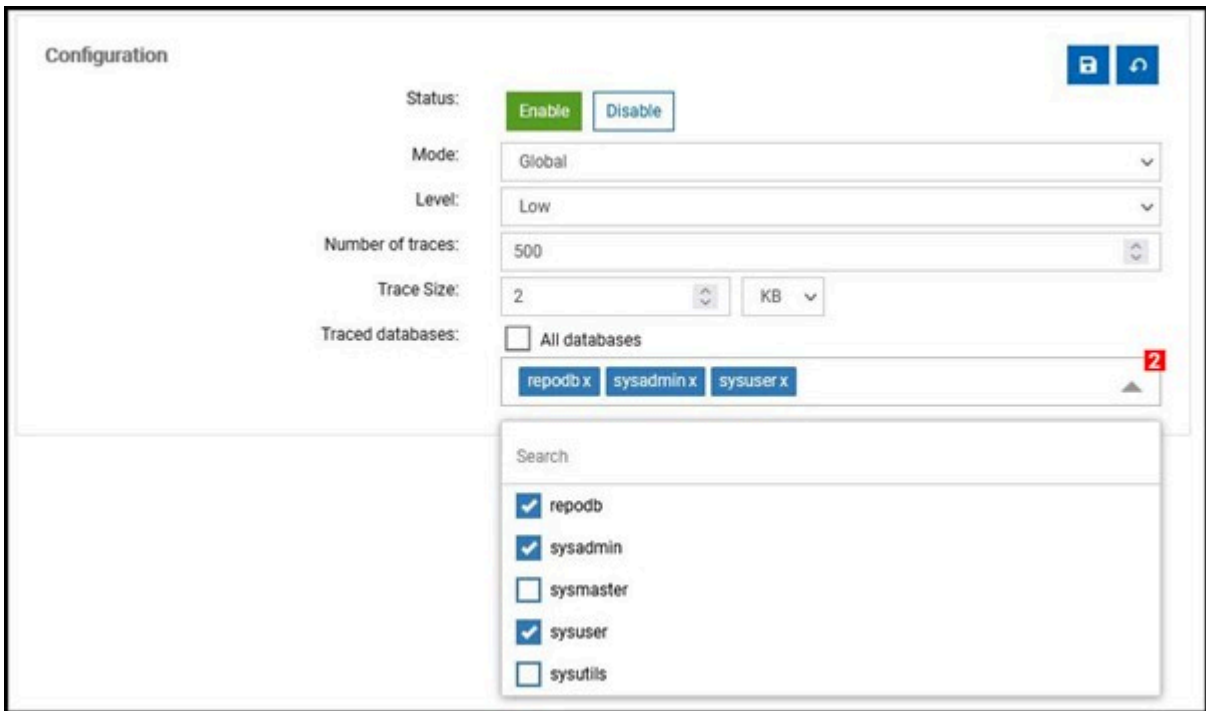 Configuration
Status: Enable Disable
Mode: Global
Level: Low
Number of traces: 500
Trace Size: 2 KB
Traced databases: All databases
2
repodb x sysadmin x sysuser x
Search
repodb
sysadmin
sysmaster
sysuser
sysutils